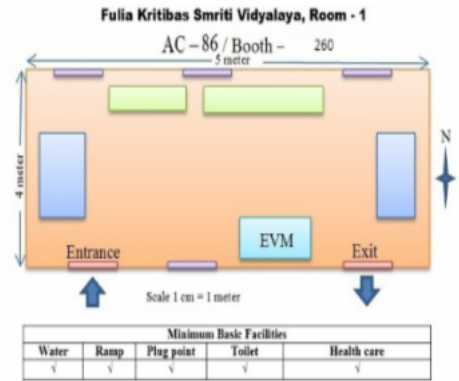 Fulia Kritibas Smriti Vidyalaya, Room - 1
AC – 86 / Booth – 260
5 meter
4 meter
N
EVM
Entrance
Exit
Scale 1 cm = 1 meter
Minimum Basic Facilities
Water Ramp Plug point Toilet Health care
√ √ √ √ √